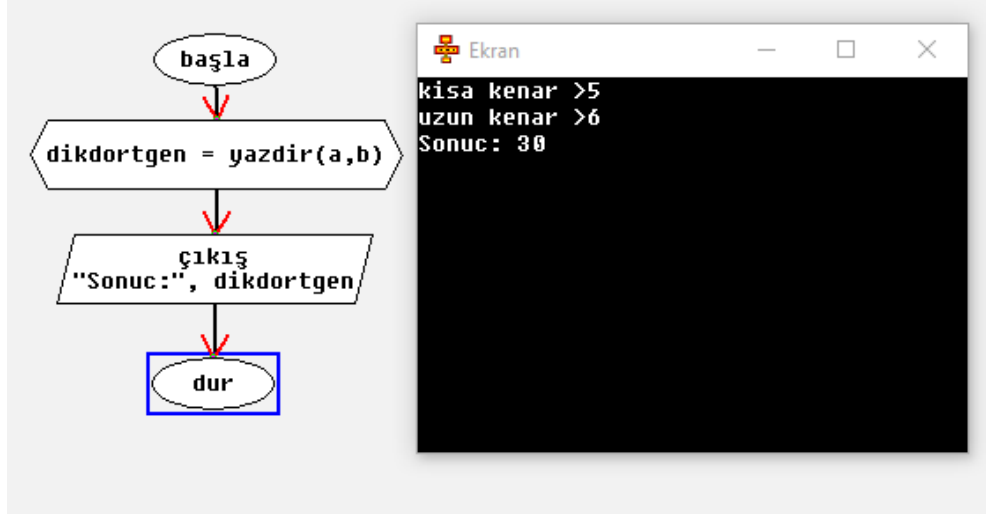 başla
dikdortgen = yazdir(a,b)
çıkış
"Sonuc:", dikdortgen
dur
Ekran
kisa kenar >5
uzun kenar >6
Sonuc: 30